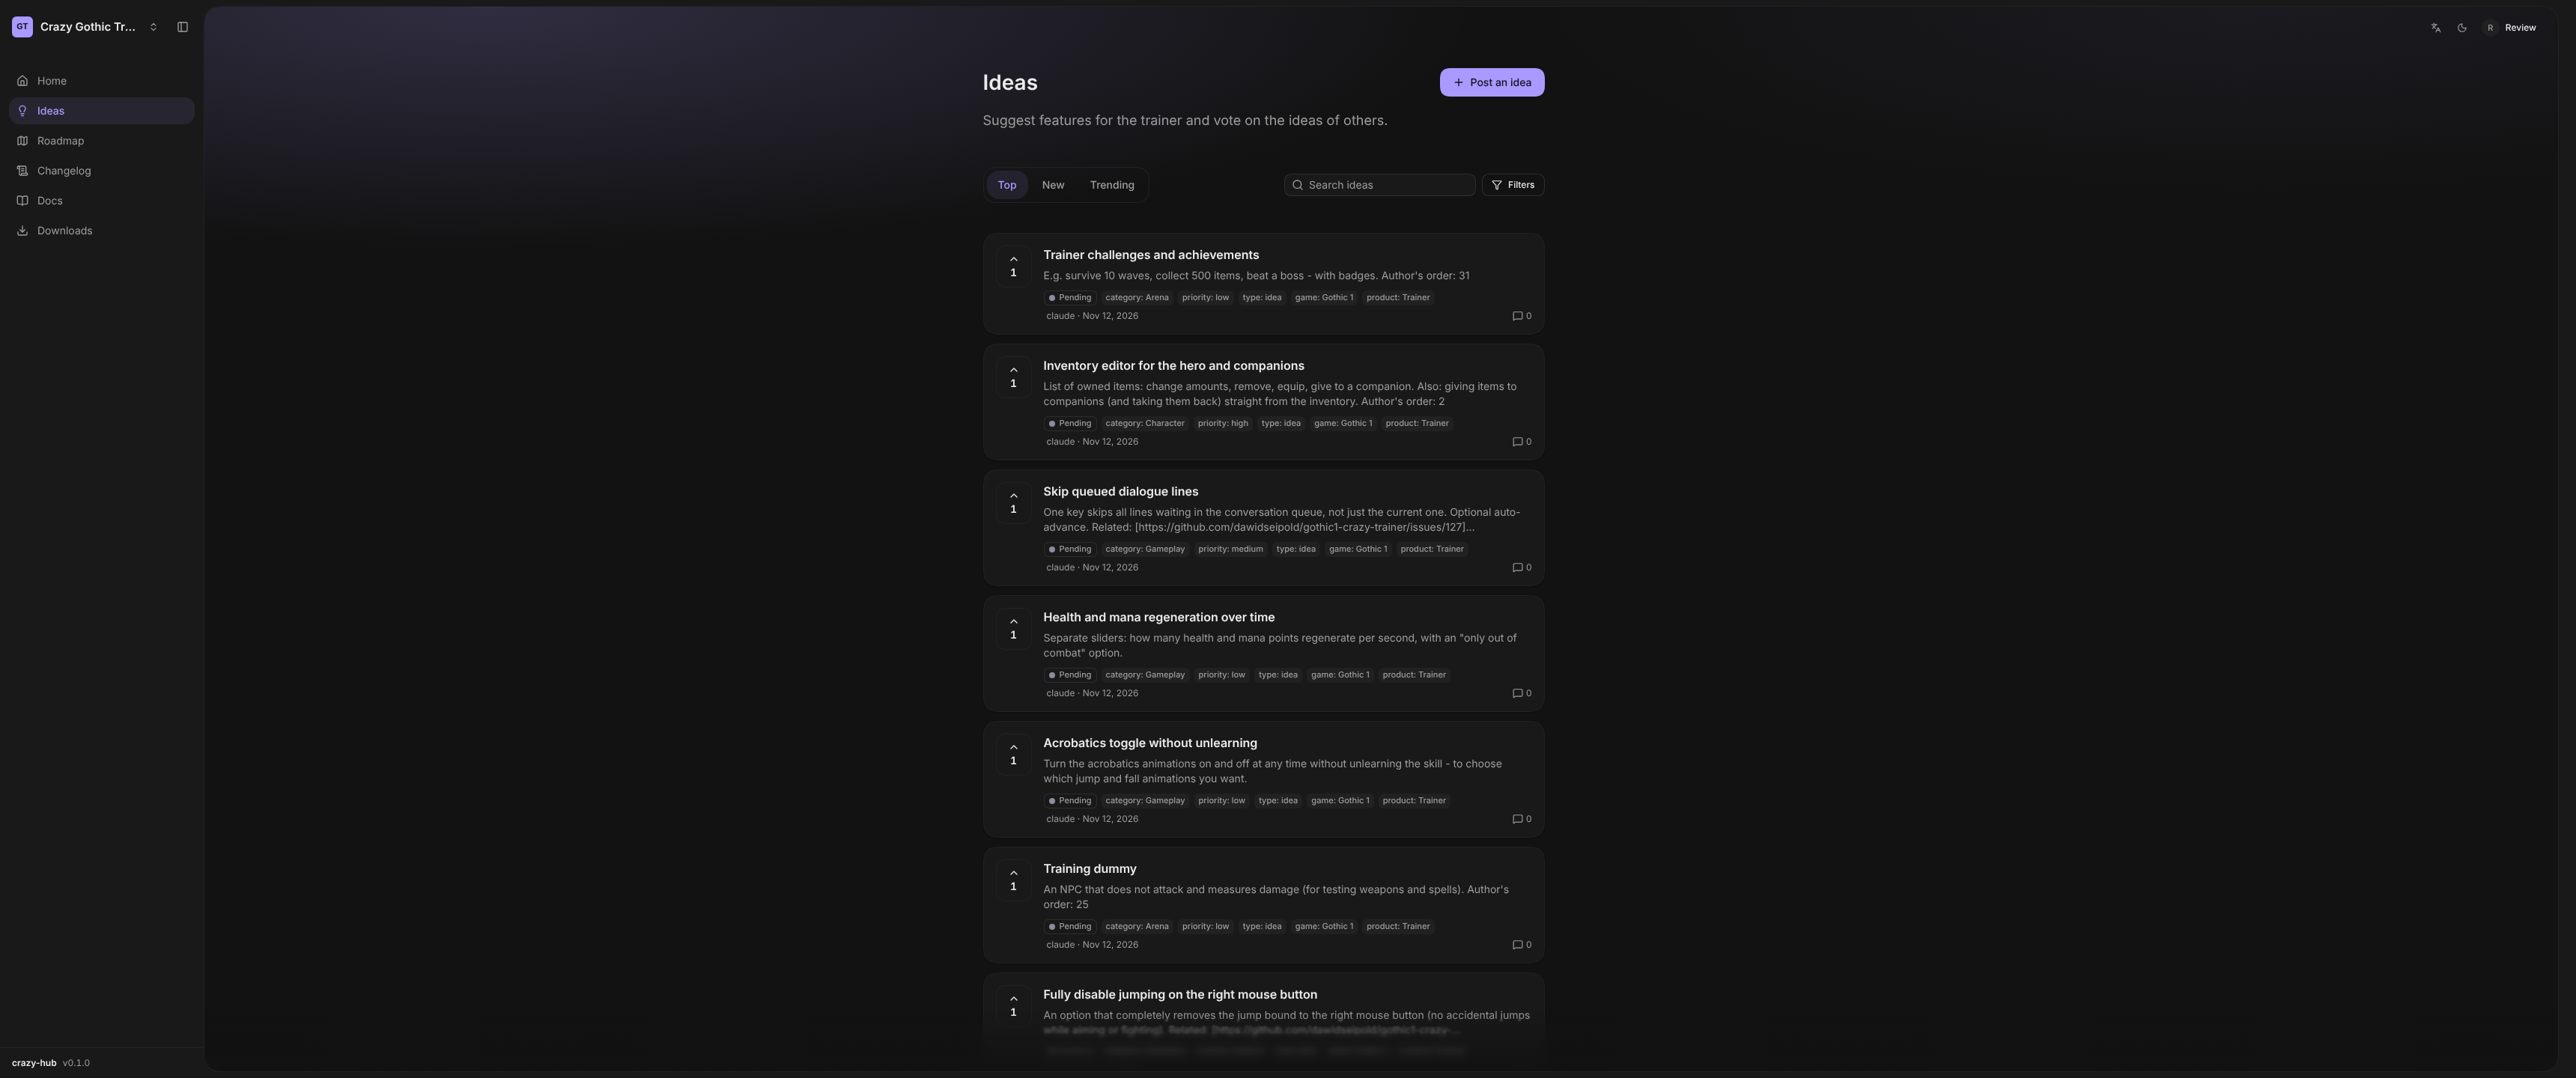 GT Crazy Gothic Tr...
Home
Ideas
Roadmap
Changelog
Docs
Downloads
crazy-hub v0.1.0
R Review
Ideas
Post an idea
Suggest features for the trainer and vote on the ideas of others.
Top New Trending
Search ideas
Filters
1
Trainer challenges and achievements
E.g. survive 10 waves, collect 500 items, beat a boss - with badges. Author's order: 31
Pending category: Arena priority: low type: idea game: Gothic 1 product: Trainer
claude · Nov 12, 2026 0
1
Inventory editor for the hero and companions
List of owned items: change amounts, remove, equip, give to a companion. Also: giving items to
companions (and taking them back) straight from the inventory. Author's order: 2
Pending category: Character priority: high type: idea game: Gothic 1 product: Trainer
claude · Nov 12, 2026 0
1
Skip queued dialogue lines
One key skips all lines waiting in the conversation queue, not just the current one. Optional auto-
advance. Related: [https://github.com/dawidseipold/gothic1-crazy-trainer/issues/127]...
Pending category: Gameplay priority: medium type: idea game: Gothic 1 product: Trainer
claude · Nov 12, 2026 0
1
Health and mana regeneration over time
Separate sliders: how many health and mana points regenerate per second, with an "only out of
combat" option.
Pending category: Gameplay priority: low type: idea game: Gothic 1 product: Trainer
claude · Nov 12, 2026 0
1
Acrobatics toggle without unlearning
Turn the acrobatics animations on and off at any time without unlearning the skill - to choose
which jump and fall animations you want.
Pending category: Gameplay priority: low type: idea game: Gothic 1 product: Trainer
claude · Nov 12, 2026 0
1
Training dummy
An NPC that does not attack and measures damage (for testing weapons and spells). Author's
order: 25
Pending category: Arena priority: low type: idea game: Gothic 1 product: Trainer
claude · Nov 12, 2026 0
1
Fully disable jumping on the right mouse button
An option that completely removes the jump bound to the right mouse button (no accidental jumps
while aiming or fighting). Related: [https://github.com/dawidseipold/gothic1-crazy-...